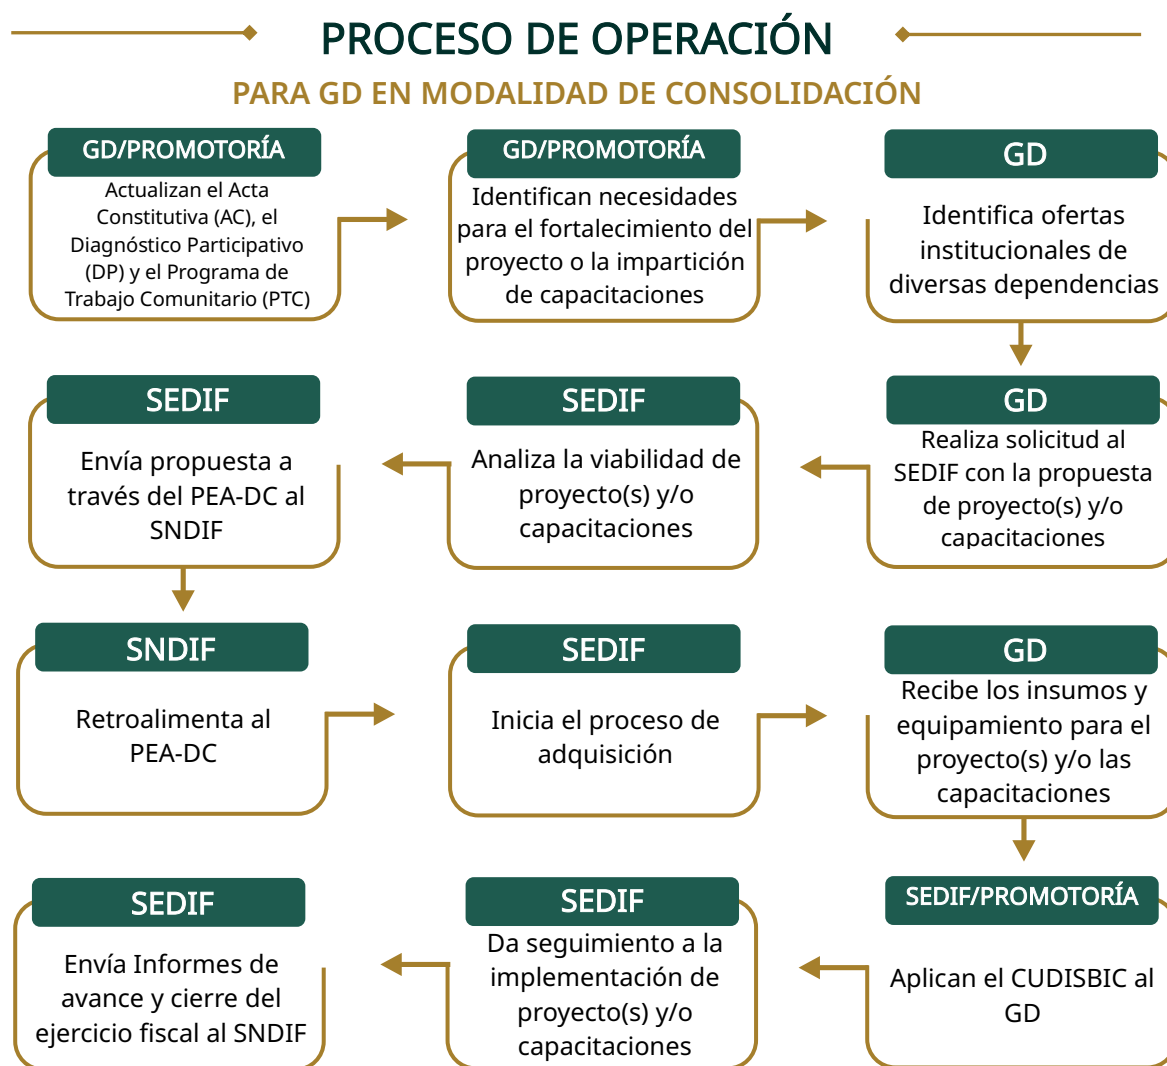 PROCESO DE OPERACIÓN
PARA GD EN MODALIDAD DE CONSOLIDACIÓN
GD/PROMOTORÍA
Actualizan el Acta
Constitutiva (AC), el
Diagnóstico Participativo
(DP) y el Programa de
Trabajo Comunitario (PTC)
GD/PROMOTORÍA
Identifican necesidades
para el fortalecimiento del
proyecto o la impartición
de capacitaciones
GD
Identifica ofertas
institucionales de
diversas dependencias
GD
Realiza solicitud al
SEDIF con la propuesta
de proyecto(s) y/o
capacitaciones
SEDIF
Analiza la viabilidad de
proyecto(s) y/o
capacitaciones
SEDIF
Envía propuesta a
través del PEA-DC al
SNDIF
SNDIF
Retroalimenta al
PEA-DC
SEDIF
Inicia el proceso de
adquisición
GD
Recibe los insumos y
equipamiento para el
proyecto(s) y/o las
capacitaciones
SEDIF/PROMOTORÍA
Aplican el CUDISBIC al
GD
SEDIF
Da seguimiento a la
implementación de
proyecto(s) y/o
capacitaciones
SEDIF
Envía Informes de
avance y cierre del
ejercicio fiscal al SNDIF